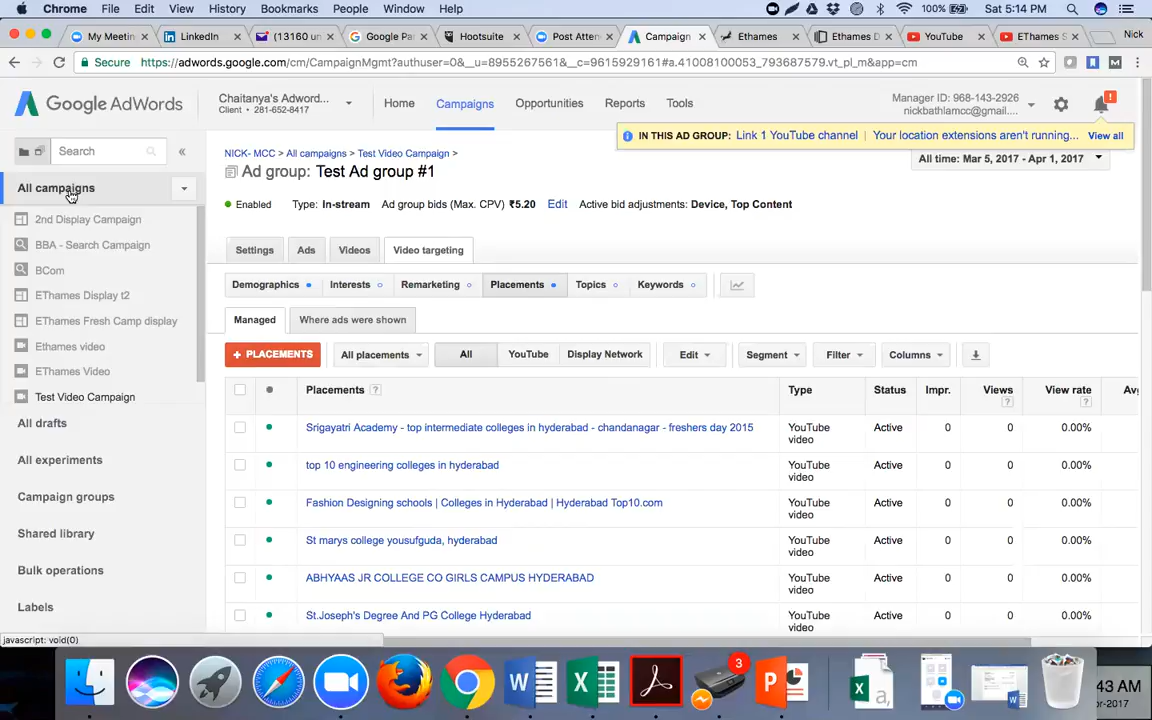 Chrome File Edit View History Bookmarks People Window Help 100% Sat 5:14 PM
My Meetin LinkedIn (13160 un Google Pa Hootsuite Post Atten Campaign Ethames Ethames D YouTube EThames S Nick
Secure https://adwords.google.com/cm/CampaignMgmt?authuser=0&__u=8955267561&__c=9615929161#a.41008100053_793687579.vt_pl_m&app=cm
Google AdWords
Chaitanya's Adword...
Client • 281-652-8417
Home Campaigns Opportunities Reports Tools
Manager ID: 968-143-2926
nickbathlamcc@gmail....
!
IN THIS AD GROUP: Link 1 YouTube channel | Your location extensions aren't running... View all
Search «
NICK- MCC > All campaigns > Test Video Campaign >
All time: Mar 5, 2017 - Apr 1, 2017
Ad group: Test Ad group #1
Enabled Type: In-stream Ad group bids (Max. CPV) ₹5.20 Edit Active bid adjustments: Device, Top Content
All campaigns
2nd Display Campaign
BBA - Search Campaign
BCom
EThames Display t2
EThames Fresh Camp display
Ethames video
EThames Video
Test Video Campaign
All drafts
All experiments
Campaign groups
Shared library
Bulk operations
Labels
javascript: void(0)
Settings Ads Videos Video targeting
Demographics Interests Remarketing Placements Topics Keywords
Managed Where ads were shown
+ PLACEMENTS All placements All YouTube Display Network Edit Segment Filter Columns
Placements ? Type Status Impr. Views ? View rate ?
Srigayatri Academy - top intermediate colleges in hyderabad - chandanagar - freshers day 2015 YouTube video Active 0 0 0.00%
top 10 engineering colleges in hyderabad YouTube video Active 0 0 0.00%
Fashion Designing schools | Colleges in Hyderabad | Hyderabad Top10.com YouTube video Active 0 0 0.00%
St marys college yousufguda, hyderabad YouTube video Active 0 0 0.00%
ABHYAAS JR COLLEGE CO GIRLS CAMPUS HYDERABAD YouTube video Active 0 0 0.00%
St.Joseph's Degree And PG College Hyderabad YouTube video Active 0 0 0.00%
W X 3 P X a,
:43 AM
pr-2017